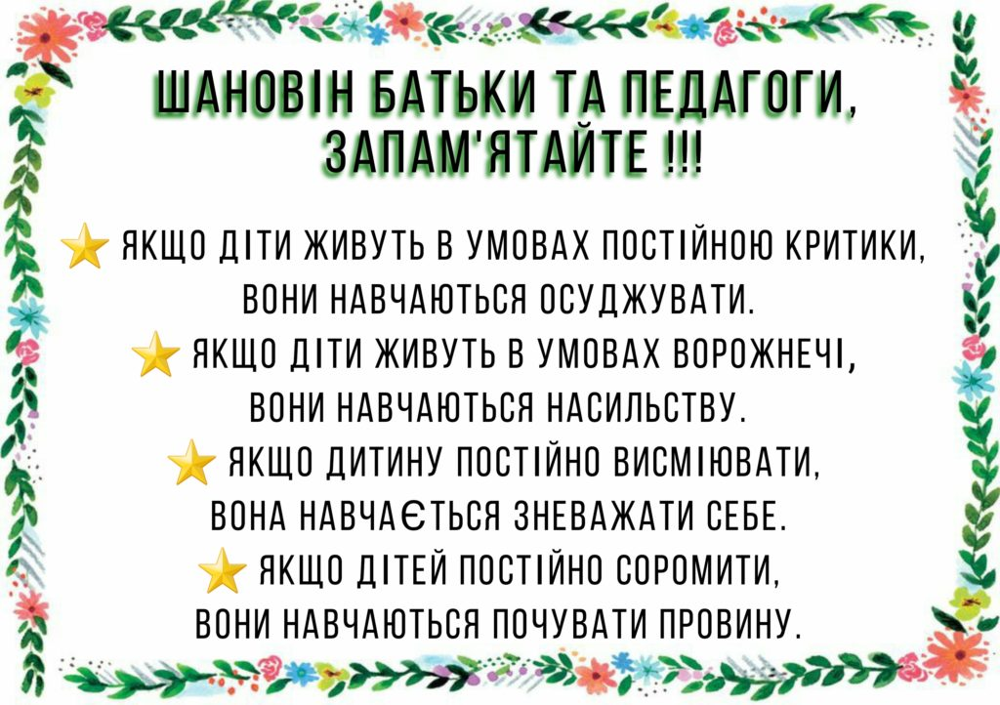 ШАНОВІН БАТЬКИ ТА ПЕДАГОГИ,
ЗАПАМ'ЯТАЙТЕ !!!
ЯКЩО ДІТИ ЖИВУТЬ В УМОВАХ ПОСТІЙНОЮ КРИТИКИ,
ВОНИ НАВЧАЮТЬСЯ ОСУДЖУВАТИ.
ЯКЩО ДІТИ ЖИВУТЬ В УМОВАХ ВОРОЖНЕЧІ,
ВОНИ НАВЧАЮТЬСЯ НАСИЛЬСТВУ.
ЯКЩО ДИТИНУ ПОСТІЙНО ВИСМІЮВАТИ,
ВОНА НАВЧАЄТЬСЯ ЗНЕВАЖАТИ СЕБЕ.
ЯКЩО ДІТЕЙ ПОСТІЙНО СОРОМИТИ,
ВОНИ НАВЧАЮТЬСЯ ПОЧУВАТИ ПРОВИНУ.